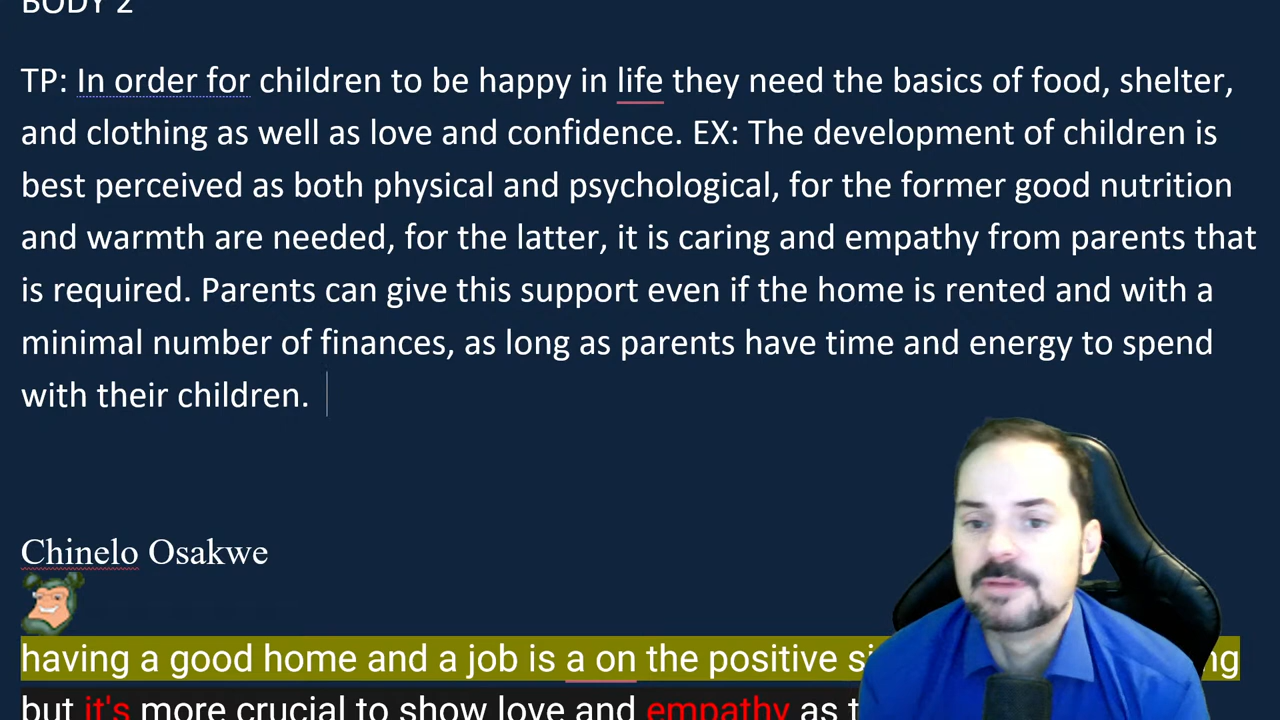 BODY 2
TP: In order for children to be happy in life they need the basics of food, shelter,
and clothing as well as love and confidence. EX: The development of children is
best perceived as both physical and psychological, for the former good nutrition
and warmth are needed, for the latter, it is caring and empathy from parents that
is required. Parents can give this support even if the home is rented and with a
minimal number of finances, as long as parents have time and energy to spend
with their children.
Chinelo Osakwe
having a good home and a job is a on the positive
but it's more crucial to show love and empathy as